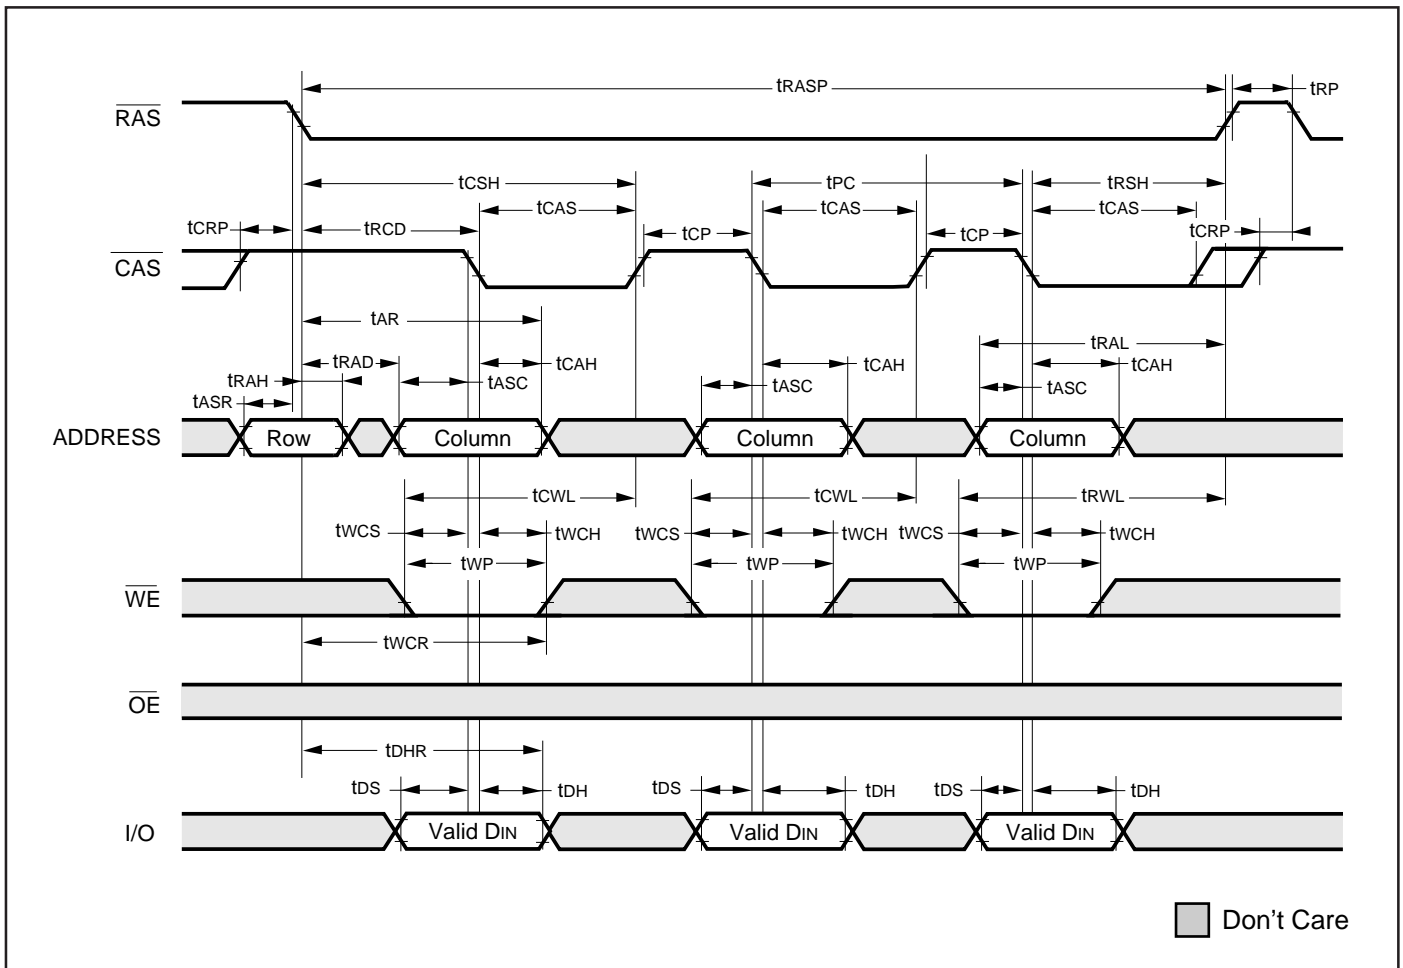 tRASP
tRP
RAS
tCSH
tPC
tRSH
tCAS
tCAS
tCAS
tCRP
tRCD
tCP
tCP
tCRP
CAS
tAR
tRAL
tRAD
tCAH
tCAH
tCAH
tRAH
tASC
tASC
tASC
tASR
ADDRESS
Row
Column
Column
Column
tCWL
tCWL
tRWL
tWCS
tWCH
tWCS
tWCH
tWCS
tWCH
tWP
tWP
tWP
WE
tWCR
OE
tDHR
tDS
tDH
tDS
tDH
tDS
tDH
I/O
Valid DIN
Valid DIN
Valid DIN
Don't Care